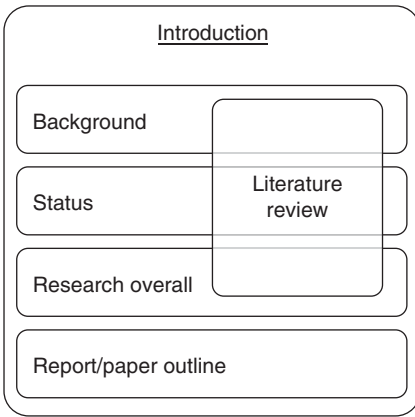 Introduction
Background
Status
Literature
review
Research overall
Report/paper outline